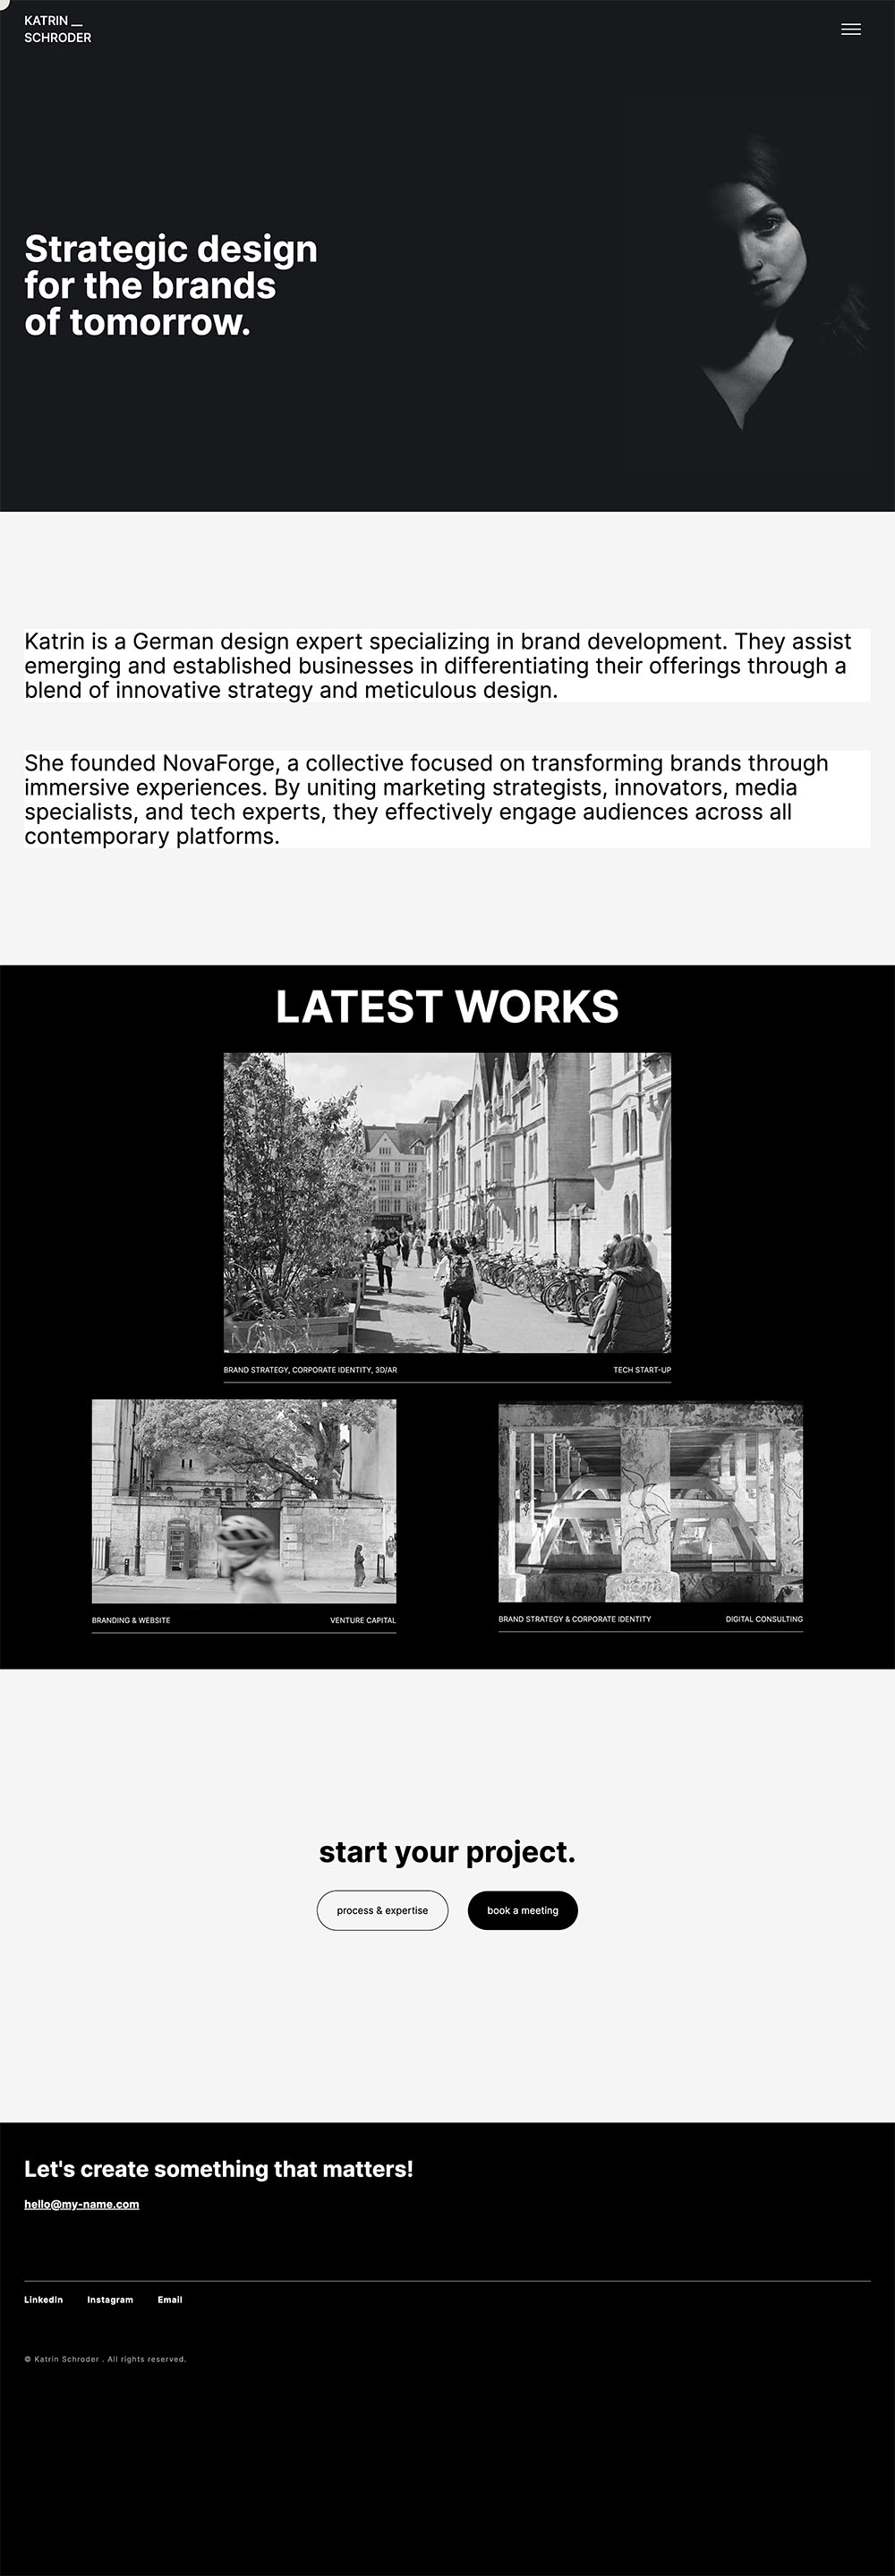 KATRIN __
SCHRODER
Strategic design
for the brands
of tomorrow.
Katrin is a German design expert specializing in brand development. They assist
emerging and established businesses in differentiating their offerings through a
blend of innovative strategy and meticulous design.
She founded NovaForge, a collective focused on transforming brands through
immersive experiences. By uniting marketing strategists, innovators, media
specialists, and tech experts, they effectively engage audiences across all
contemporary platforms.
LATEST WORKS
BRAND STRATEGY, CORPORATE IDENTITY, 3D/AR TECH START-UP
BRANDING & WEBSITE VENTURE CAPITAL
BRAND STRATEGY & CORPORATE IDENTITY DIGITAL CONSULTING
start your project.
process & expertise book a meeting
Let's create something that matters!
hello@my-name.com
LinkedIn Instagram Email
© Katrin Schroder . All rights reserved.